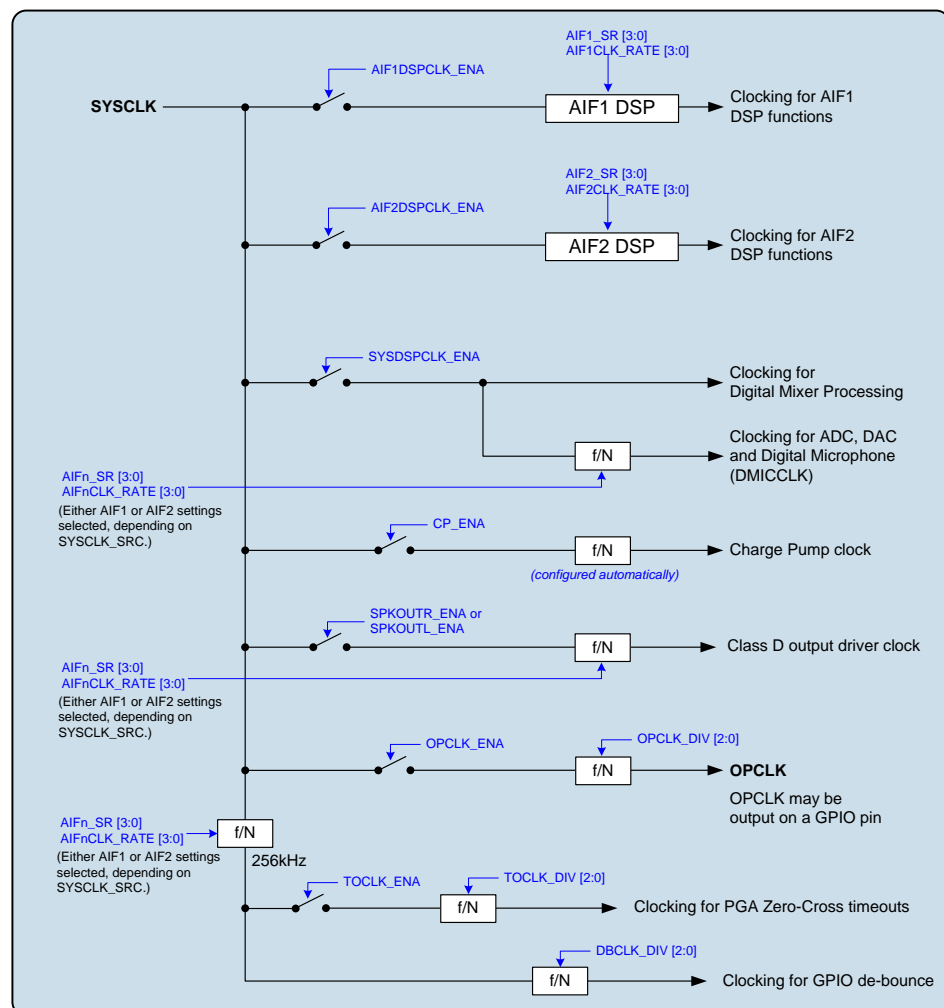 AIF1_SR [3:0]
AIF1CLK_RATE [3:0]
AIF1DSPCLK_ENA
SYSCLK
AIF1 DSP
Clocking for AIF1
DSP functions
AIF2_SR [3:0]
AIF2CLK_RATE [3:0]
AIF2DSPCLK_ENA
AIF2 DSP
Clocking for AIF2
DSP functions
SYSDSPCLK_ENA
Clocking for
Digital Mixer Processing
f/N
Clocking for ADC, DAC
and Digital Microphone
(DMICCLK)
AIFn_SR [3:0]
AIFnCLK_RATE [3:0]
(Either AIF1 or AIF2 settings
selected, depending on
SYSCLK_SRC.)
CP_ENA
f/N
(configured automatically)
Charge Pump clock
SPKOUTR_ENA or
SPKOUTL_ENA
f/N
Class D output driver clock
AIFn_SR [3:0]
AIFnCLK_RATE [3:0]
(Either AIF1 or AIF2 settings
selected, depending on
SYSCLK_SRC.)
OPCLK_ENA
OPCLK_DIV [2:0]
f/N
OPCLK
OPCLK may be
output on a GPIO pin
AIFn_SR [3:0]
AIFnCLK_RATE [3:0]
(Either AIF1 or AIF2 settings
selected, depending on
SYSCLK_SRC.)
f/N
256kHz
TOCLK_ENA
TOCLK_DIV [2:0]
f/N
Clocking for PGA Zero-Cross timeouts
DBCLK_DIV [2:0]
f/N
Clocking for GPIO de-bounce